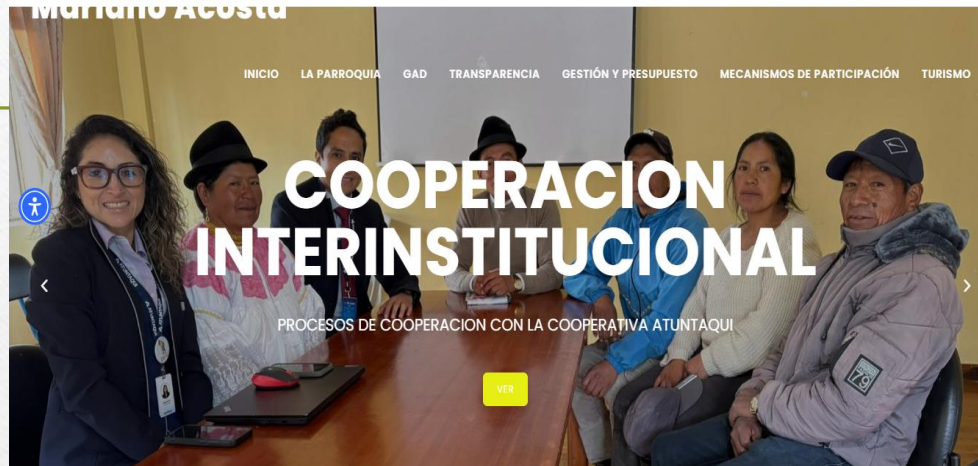 Mariano Acosta
INICIO LA PARROQUIA GAD TRANSPARENCIA GESTIÓN Y PRESUPUESTO MECANISMOS DE PARTICIPACIÓN TURISMO
COOPERACION
INTERINSTITUCIONAL
PROCESOS DE COOPERACION CON LA COOPERATIVA ATUNTAQUI
VER
79